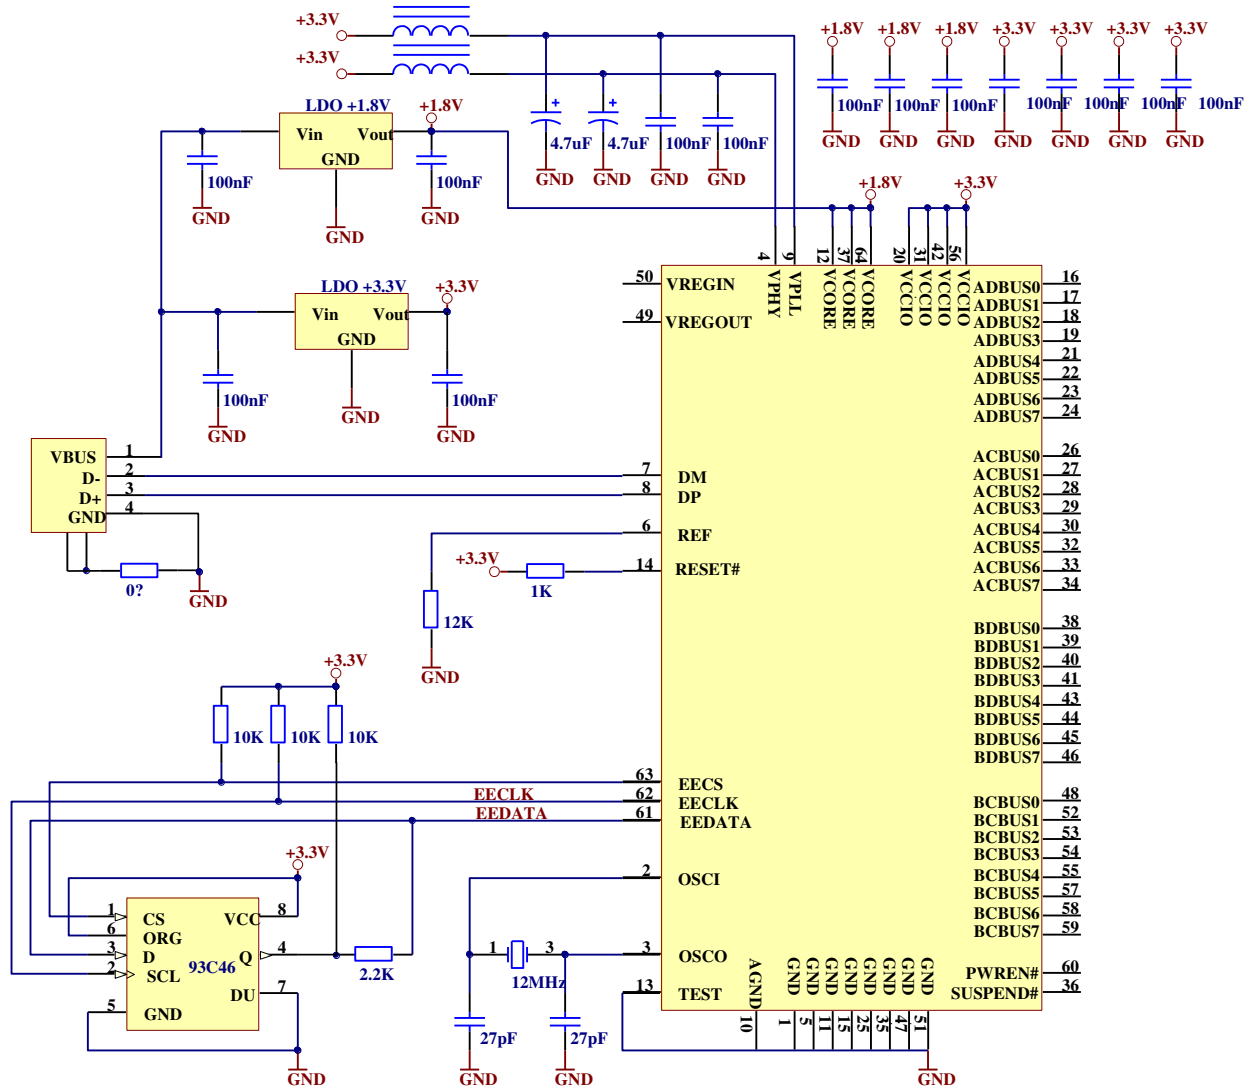 +3.3V
+3.3V
+1.8V +1.8V +1.8V +3.3V +3.3V +3.3V +3.3V
100nF 100nF 100nF 100nF 100nF 100nF 100nF
GND GND GND GND GND GND GND
LDO +1.8V
+1.8V
Vin Vout
GND
100nF 100nF
GND GND
GND
+ +
4.7uF 4.7uF 100nF 100nF
GND GND GND GND
+1.8V +3.3V
4 9 12 37 64 20 31 42 56
VPHY VPLL VCORE VCORE VCORE VCCIO VCCIO VCCIO VCCIO
LDO +3.3V
+3.3V
Vin Vout
GND
100nF 100nF
GND GND
GND
50 VREGIN
49 VREGOUT
ADBUS0 16
ADBUS1 17
ADBUS2 18
ADBUS3 19
ADBUS4 21
ADBUS5 22
ADBUS6 23
ADBUS7 24
VBUS 1
D- 2
D+ 3
GND 4
0?
GND
7 DM
8 DP
6 REF
14 RESET#
+3.3V
1K
12K
GND
ACBUS0 26
ACBUS1 27
ACBUS2 28
ACBUS3 29
ACBUS4 30
ACBUS5 32
ACBUS6 33
ACBUS7 34
BDBUS0 38
BDBUS1 39
BDBUS2 40
BDBUS3 41
BDBUS4 43
BDBUS5 44
BDBUS6 45
BDBUS7 46
+3.3V
10K 10K 10K
63 EECS
EECLK 62 EECLK
EEDATA 61 EEDATA
BCBUS0 48
BCBUS1 52
BCBUS2 53
BCBUS3 54
BCBUS4 55
BCBUS5 57
BCBUS6 58
BCBUS7 59
+3.3V
1 CS VCC 8
6 ORG
3 D Q 4
2 SCL 93C46
DU 7
5 GND
2.2K
GND
2 OSCI
1 3
12MHz
3 OSCO
13 TEST
27pF 27pF
GND GND
PWREN# 60
SUSPEND# 36
AGND GND GND GND GND GND GND GND GND
10 1 5 11 15 25 35 47 51
GND